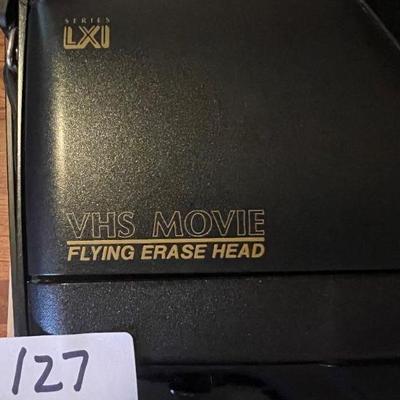 SERIES
LXI
VHS MOVIE
FLYING ERASE HEAD
127